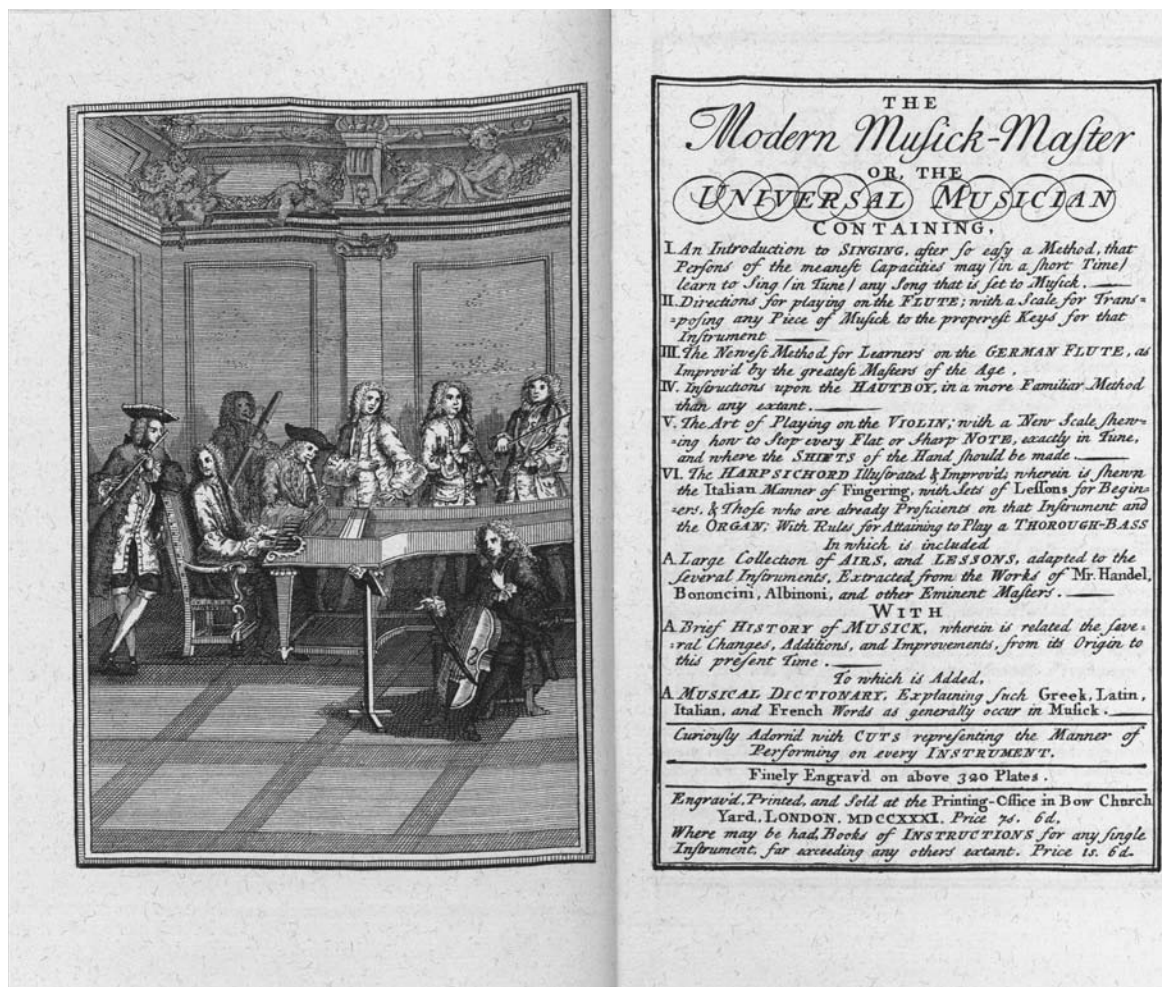 THE
Modern Muſick-Maſter
OR, THE
UNIVERSAL MUSICIAN
CONTAINING,
I. An Introduction to SINGING, after ſo eaſy a Method, that
Perſons of the meaneſt Capacities may (in a ſhort Time)
learn to Sing (in Tune) any Song that is ſet to Muſick.
II. Directions for playing on the FLUTE; with a Scale for Trans=
=poſing any Piece of Muſick to the propereſt Keys for that
Inſtrument
III. The Neweſt Method for Learners on the GERMAN FLUTE, as
Improv'd by the greateſt Maſters of the Age.
IV. Inſtructions upon the HAUTBOY, in a more Familiar Method
than any extant.
V. The Art of Playing on the VIOLIN; with a New Scale ſhew=
=ing how to Stop every Flat or Sharp NOTE, exactly in Tune,
and where the SHIFTS of the Hand ſhould be made.
VI. The HARPSICHORD Illuſtrated & Improv'd; wherein is ſhewn
the Italian Manner of Fingering, with Sets of Leſſons for Begin=
=ers, & Thoſe who are already Proficients on that Inſtrument and
the ORGAN; With Rules for Attaining to Play a THOROUGH-BASS
In which is included
A Large Collection of AIRS, and LESSONS, adapted to the
ſeveral Inſtruments, Extracted from the Works of Mr. Handel,
Bononcini, Albinoni, and other Eminent Maſters.
WITH
A Brief HISTORY of MUSICK, wherein is related the ſeve=
=ral Changes, Additions, and Improvements, from its Origin to
this preſent Time.
To which is Added,
A MUSICAL DICTIONARY, Explaining ſuch Greek, Latin,
Italian, and French Words as generally occur in Muſick.
Curiouſly Adorn'd with CUTS repreſenting the Manner of
Performing on every INSTRUMENT.
Finely Engrav'd on above 320 Plates.
Engrav'd, Printed, and Sold at the Printing-Office in Bow Church
Yard, LONDON. MDCCXXXI. Price 7s. 6d.
Where may be had, Books of INSTRUCTIONS for any ſingle
Inſtrument, far exceeding any others extant. Price 1s. 6d.